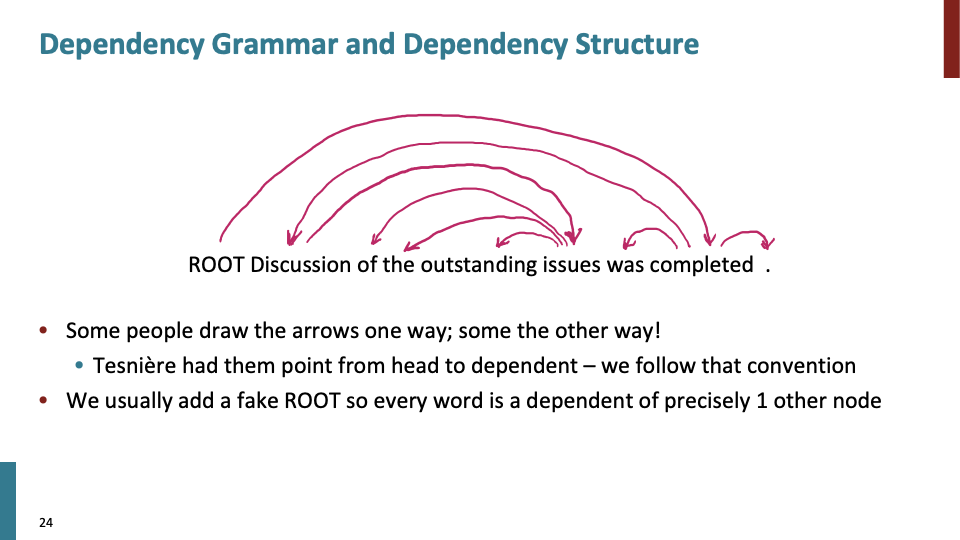 Dependency Grammar and Dependency Structure
ROOT Discussion of the outstanding issues was completed .
• Some people draw the arrows one way; some the other way!
• Tesnière had them point from head to dependent – we follow that convention
• We usually add a fake ROOT so every word is a dependent of precisely 1 other node
24